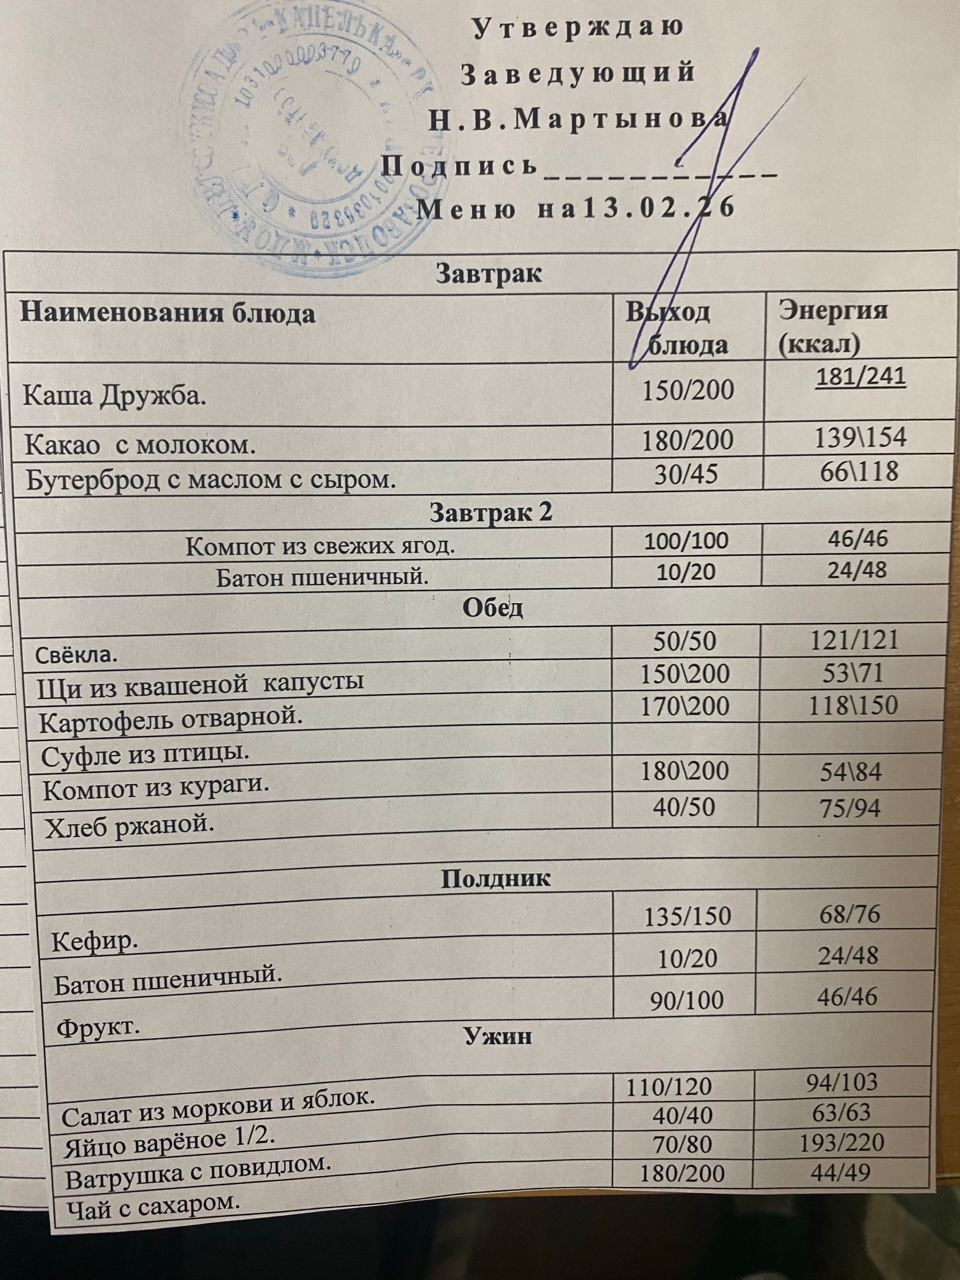 Утверждаю
Заведующий
Н.В.Мартынова
Подпись___________
Меню на13.02.26
Завтрак
Наименования блюда Выход блюда Энергия (ккал)
Каша Дружба. 150/200 181/241
Какао с молоком. 180/200 139\154
Бутерброд с маслом с сыром. 30/45 66\118
Завтрак 2
Компот из свежих ягод. 100/100 46/46
Батон пшеничный. 10/20 24/48
Обед
Свёкла. 50/50 121/121
Щи из квашеной капусты 150\200 53\71
Картофель отварной. 170\200 118\150
Суфле из птицы.
Компот из кураги. 180\200 54\84
Хлеб ржаной. 40/50 75/94
Полдник
Кефир. 135/150 68/76
Батон пшеничный. 10/20 24/48
Фрукт. 90/100 46/46
Ужин
Салат из моркови и яблок. 110/120 94/103
Яйцо варёное 1/2. 40/40 63/63
Ватрушка с повидлом. 70/80 193/220
Чай с сахаром. 180/200 44/49